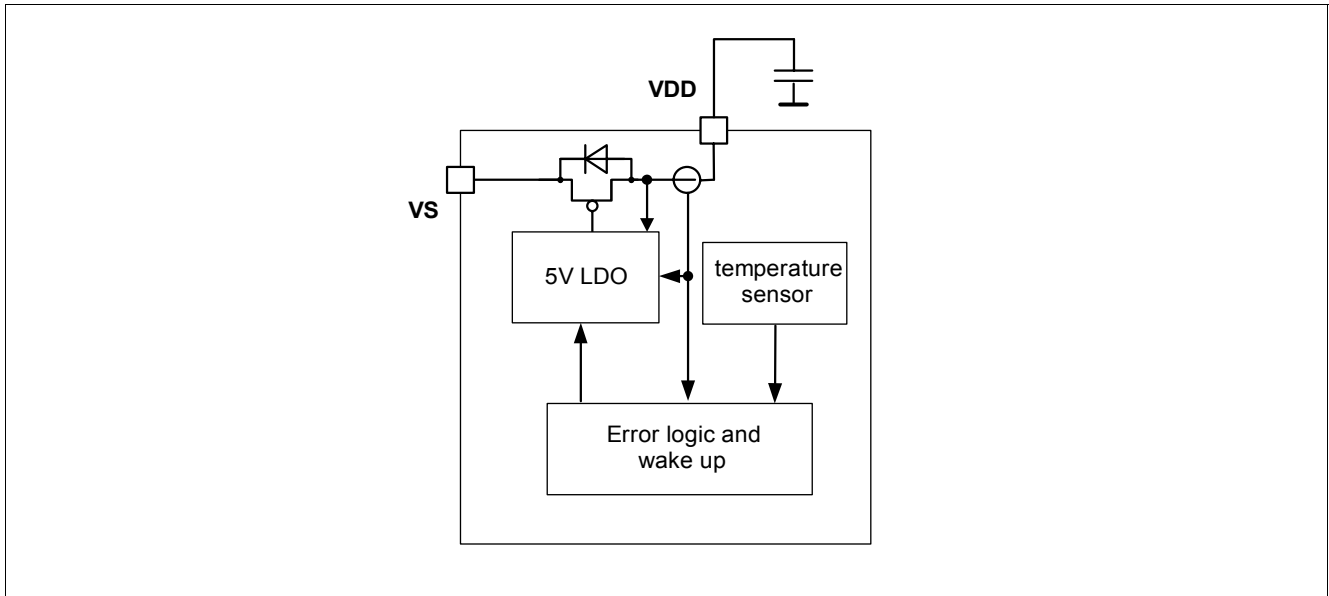 VDD
VS
5V LDO
temperature
sensor
Error logic and
wake up